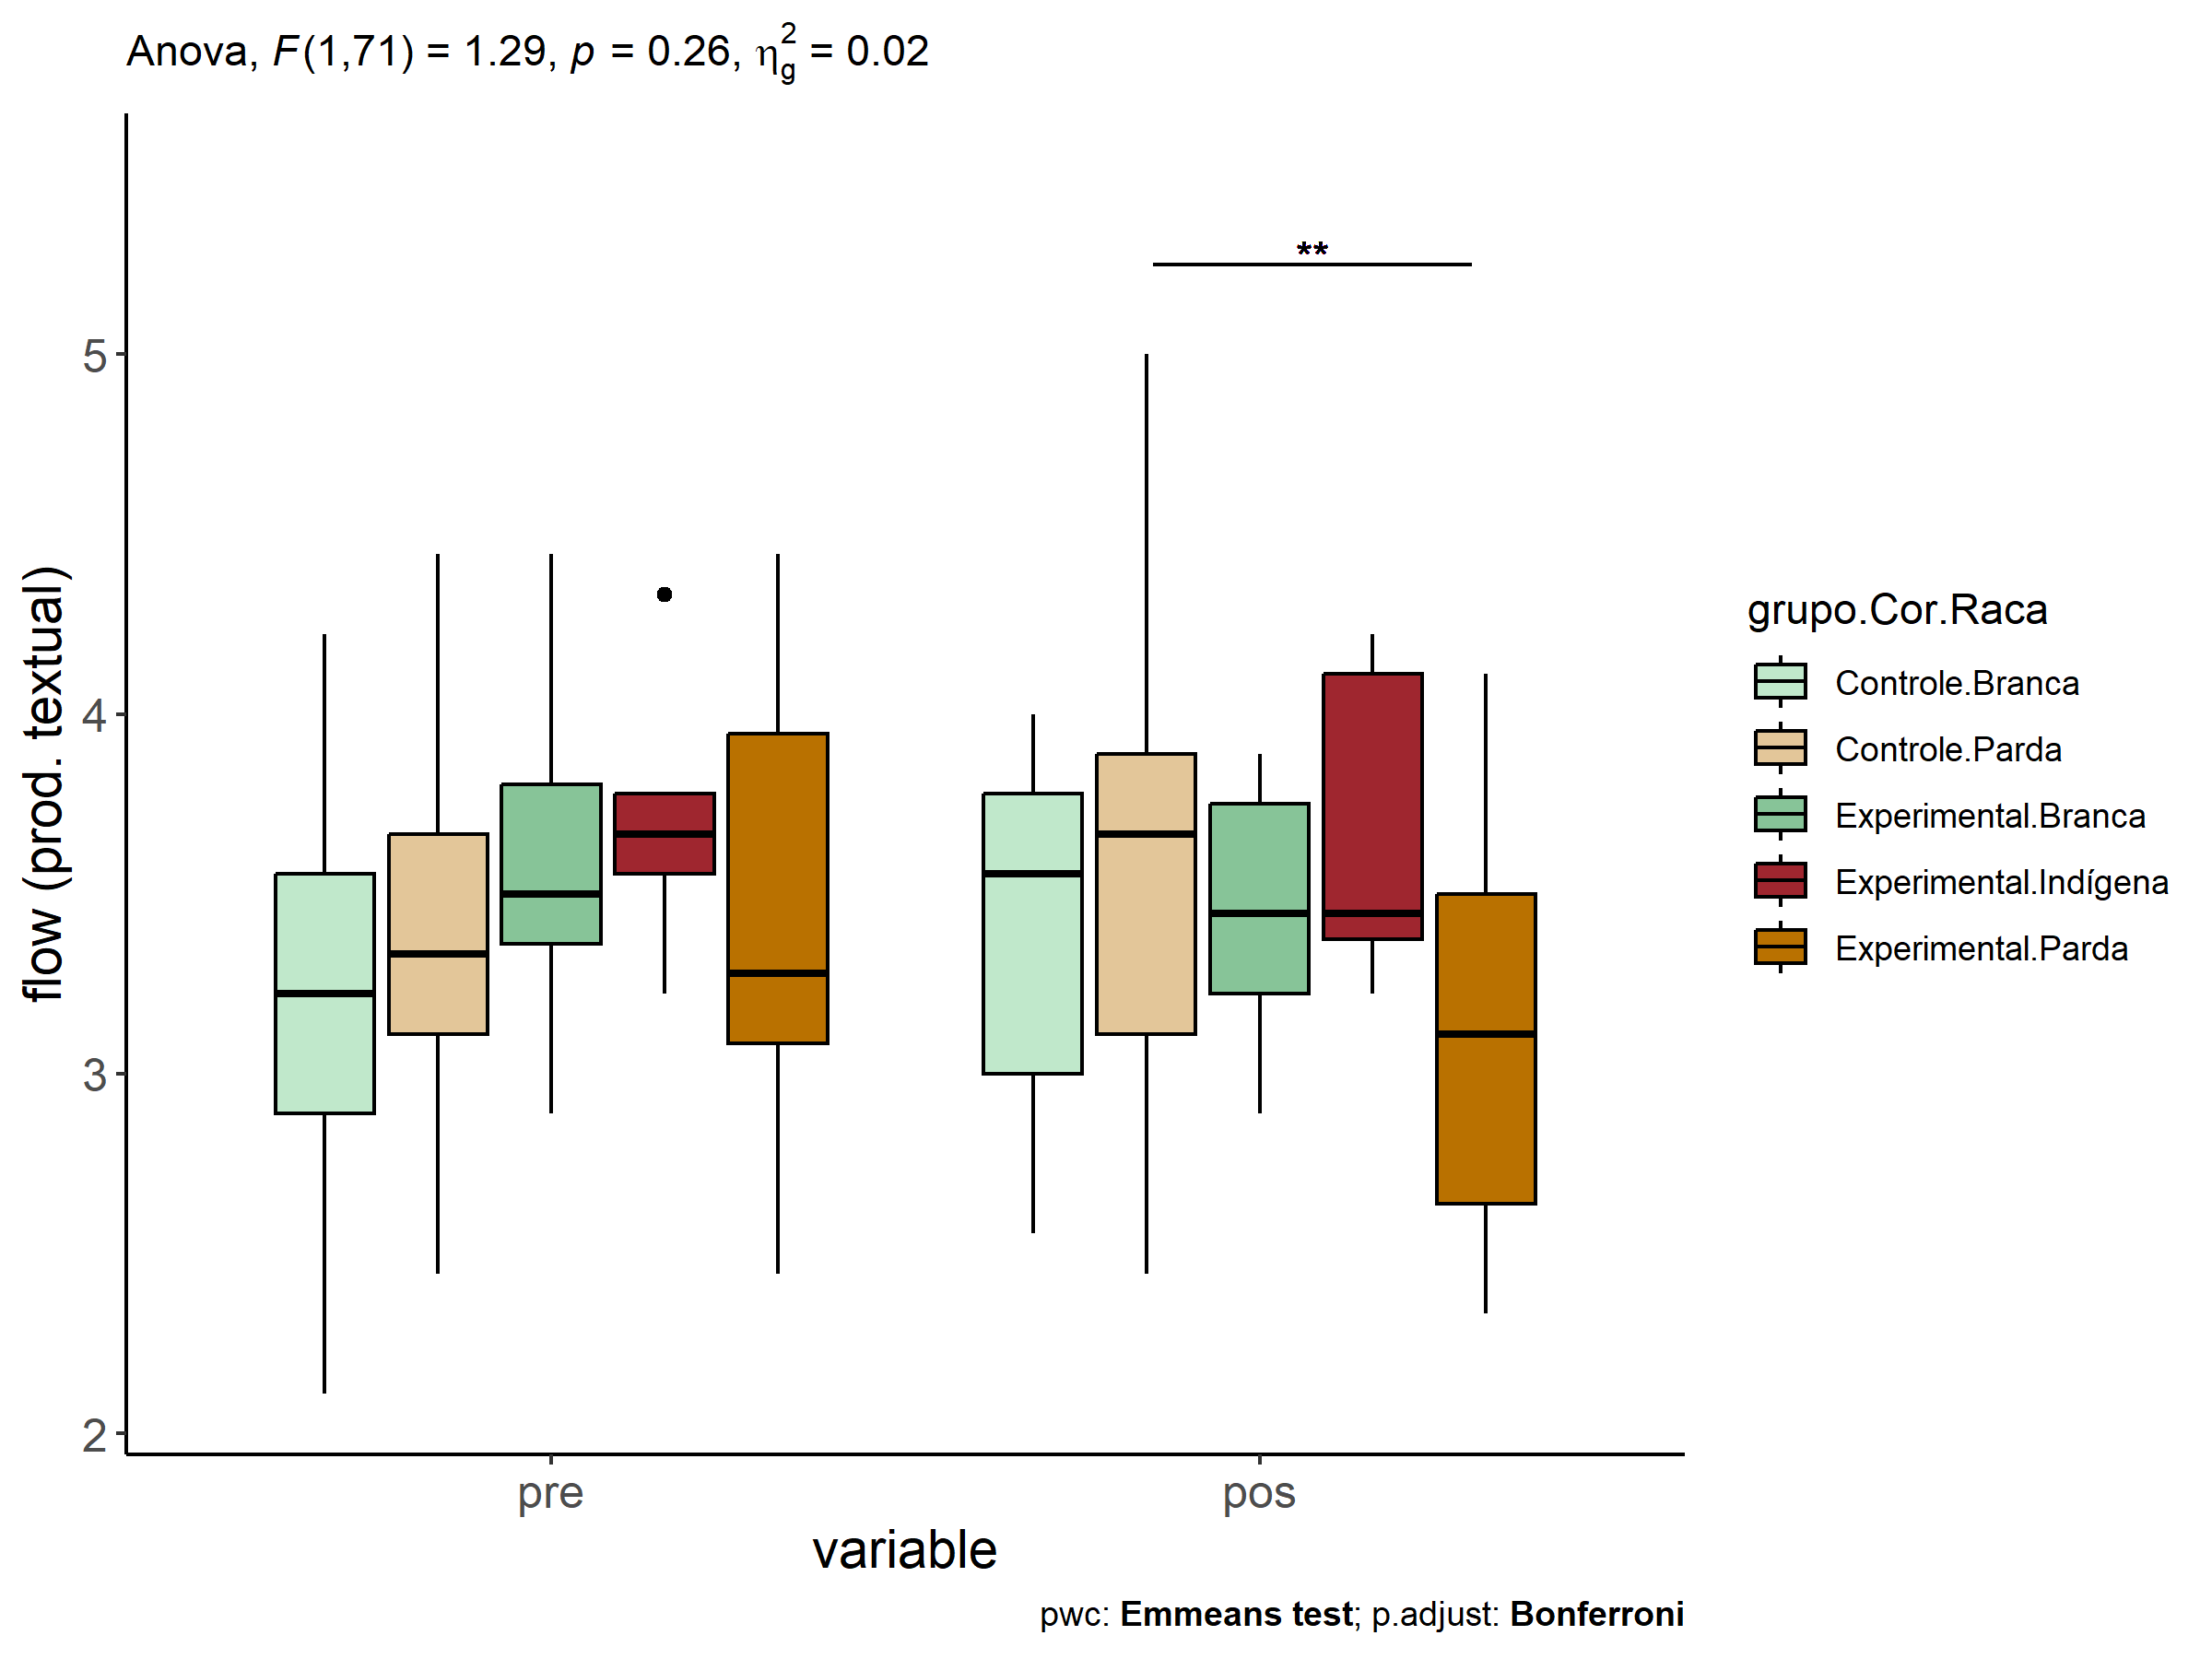 Anova, F(1,71) = 1.29, p = 0.26, η²g = 0.02
**
5
4
3
2
flow (prod. textual)
pre
pos
variable
grupo.Cor.Raca
Controle.Branca
Controle.Parda
Experimental.Branca
Experimental.Indígena
Experimental.Parda
pwc: Emmeans test; p.adjust: Bonferroni